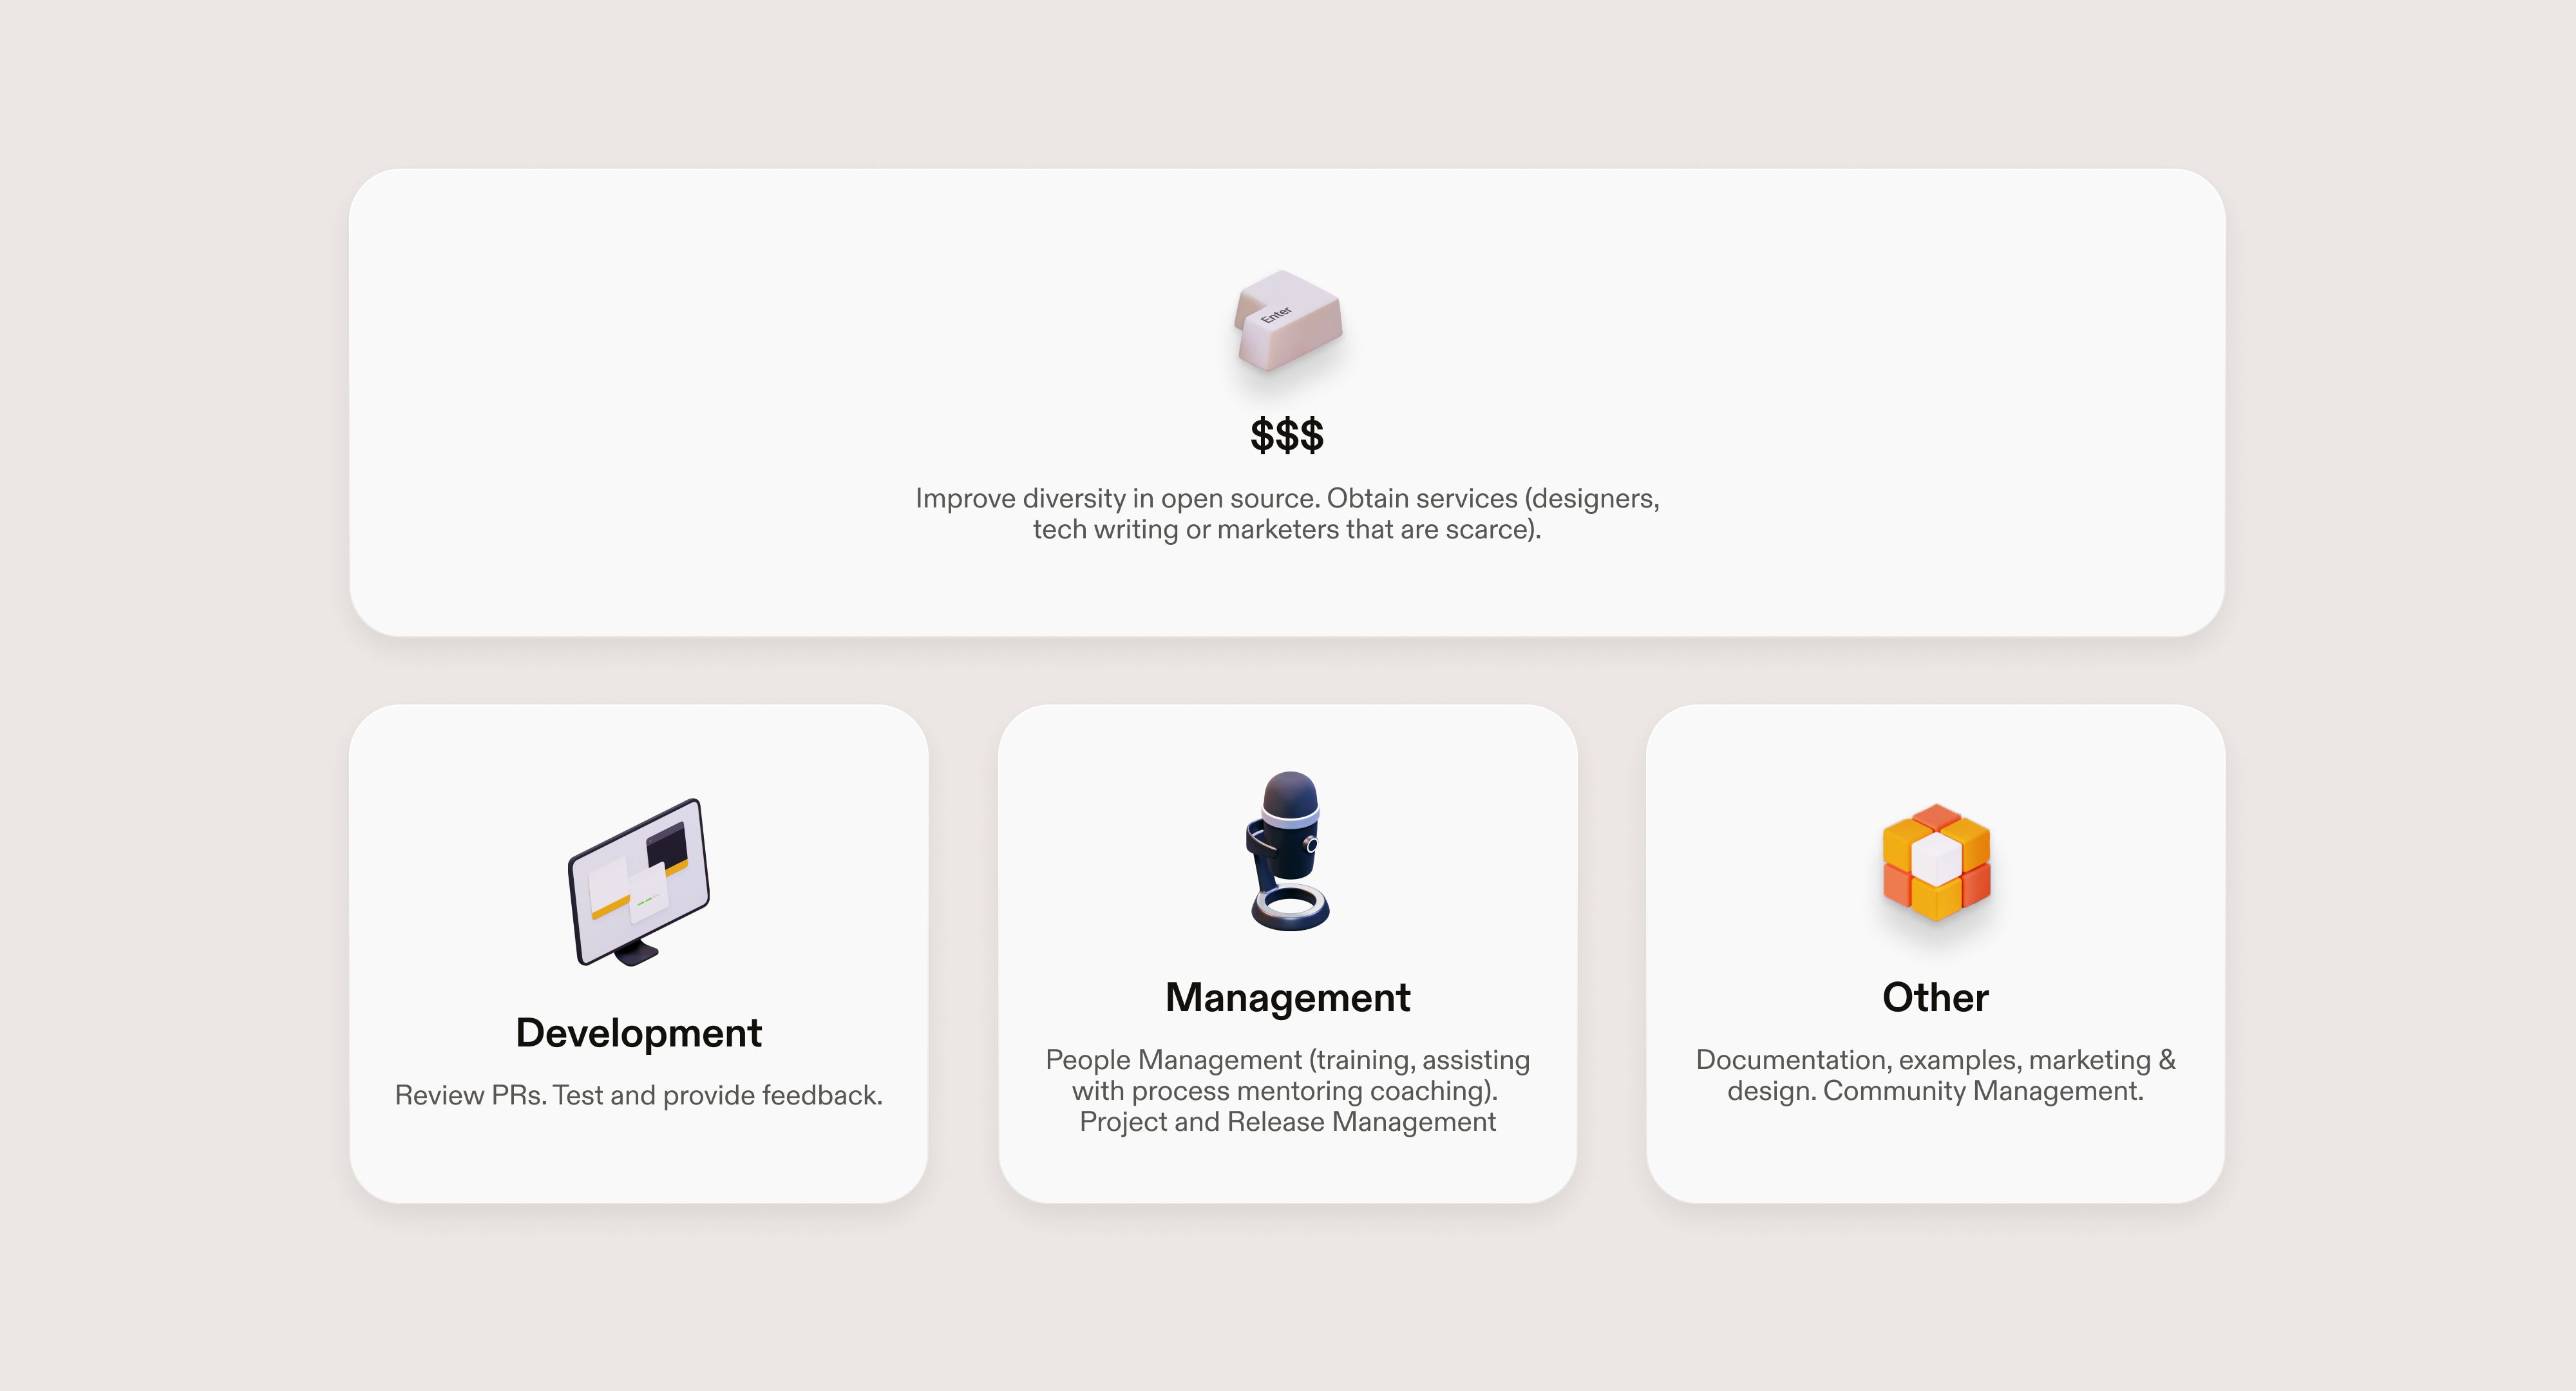 Enter
$$$
Improve diversity in open source. Obtain services (designers,
tech writing or marketers that are scarce).
Development
Review PRs. Test and provide feedback.
Management
People Management (training, assisting
with process mentoring coaching).
Project and Release Management
Other
Documentation, examples, marketing &
design. Community Management.